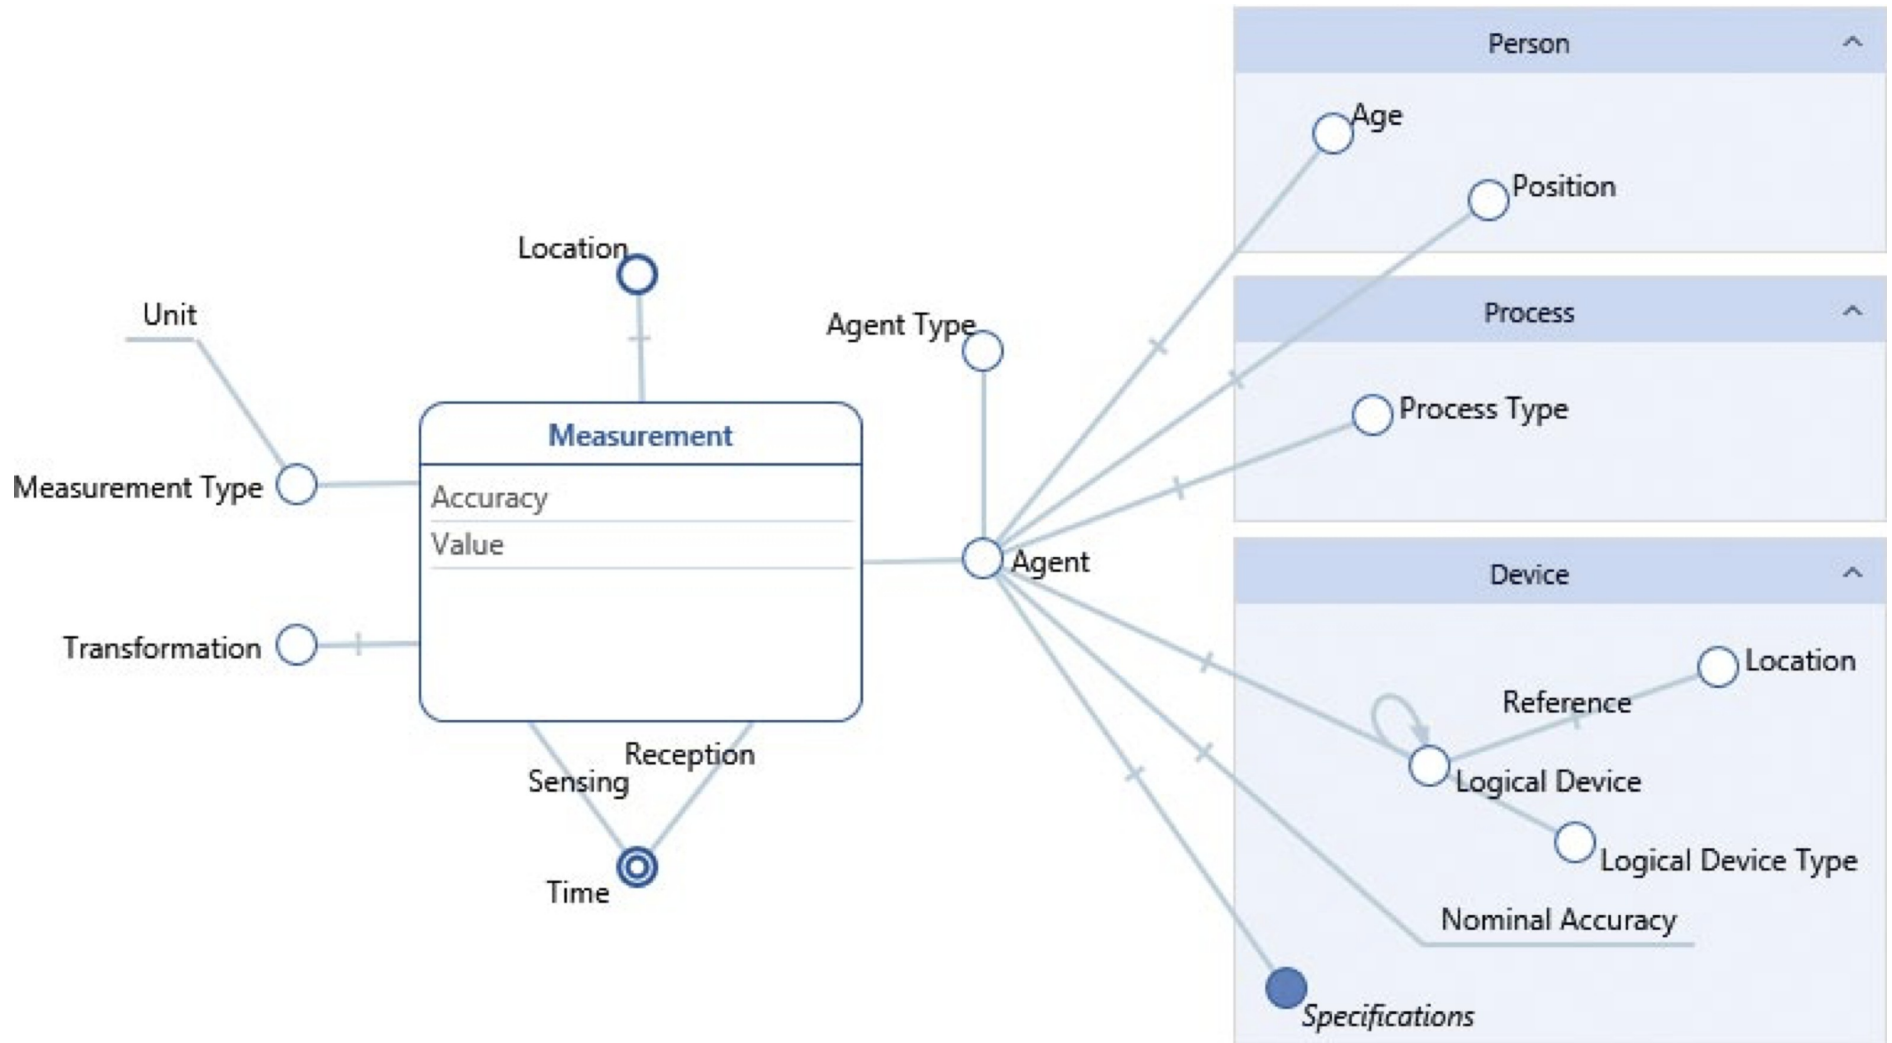 Person
Age
Position
Location
Unit
Agent Type
Process
Process Type
Measurement
Measurement Type
Accuracy
Value
Agent
Device
Transformation
Location
Reference
Reception
Sensing
Logical Device
Logical Device Type
Time
Nominal Accuracy
Specifications